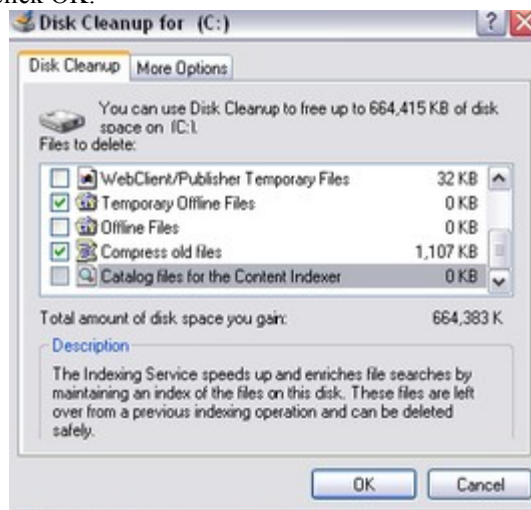 click OK.
Disk Cleanup for (C:)
Disk Cleanup More Options
You can use Disk Cleanup to free up to 664,415 KB of disk
space on (C:).
Files to delete:
WebClient/Publisher Temporary Files 32 KB
Temporary Offline Files 0 KB
Offline Files 0 KB
Compress old files 1,107 KB
Catalog files for the Content Indexer 0 KB
Total amount of disk space you gain: 664,383 K
Description
The Indexing Service speeds up and enriches file searches by
maintaining an index of the files on this disk. These files are left
over from a previous indexing operation and can be deleted
safely.
OK Cancel